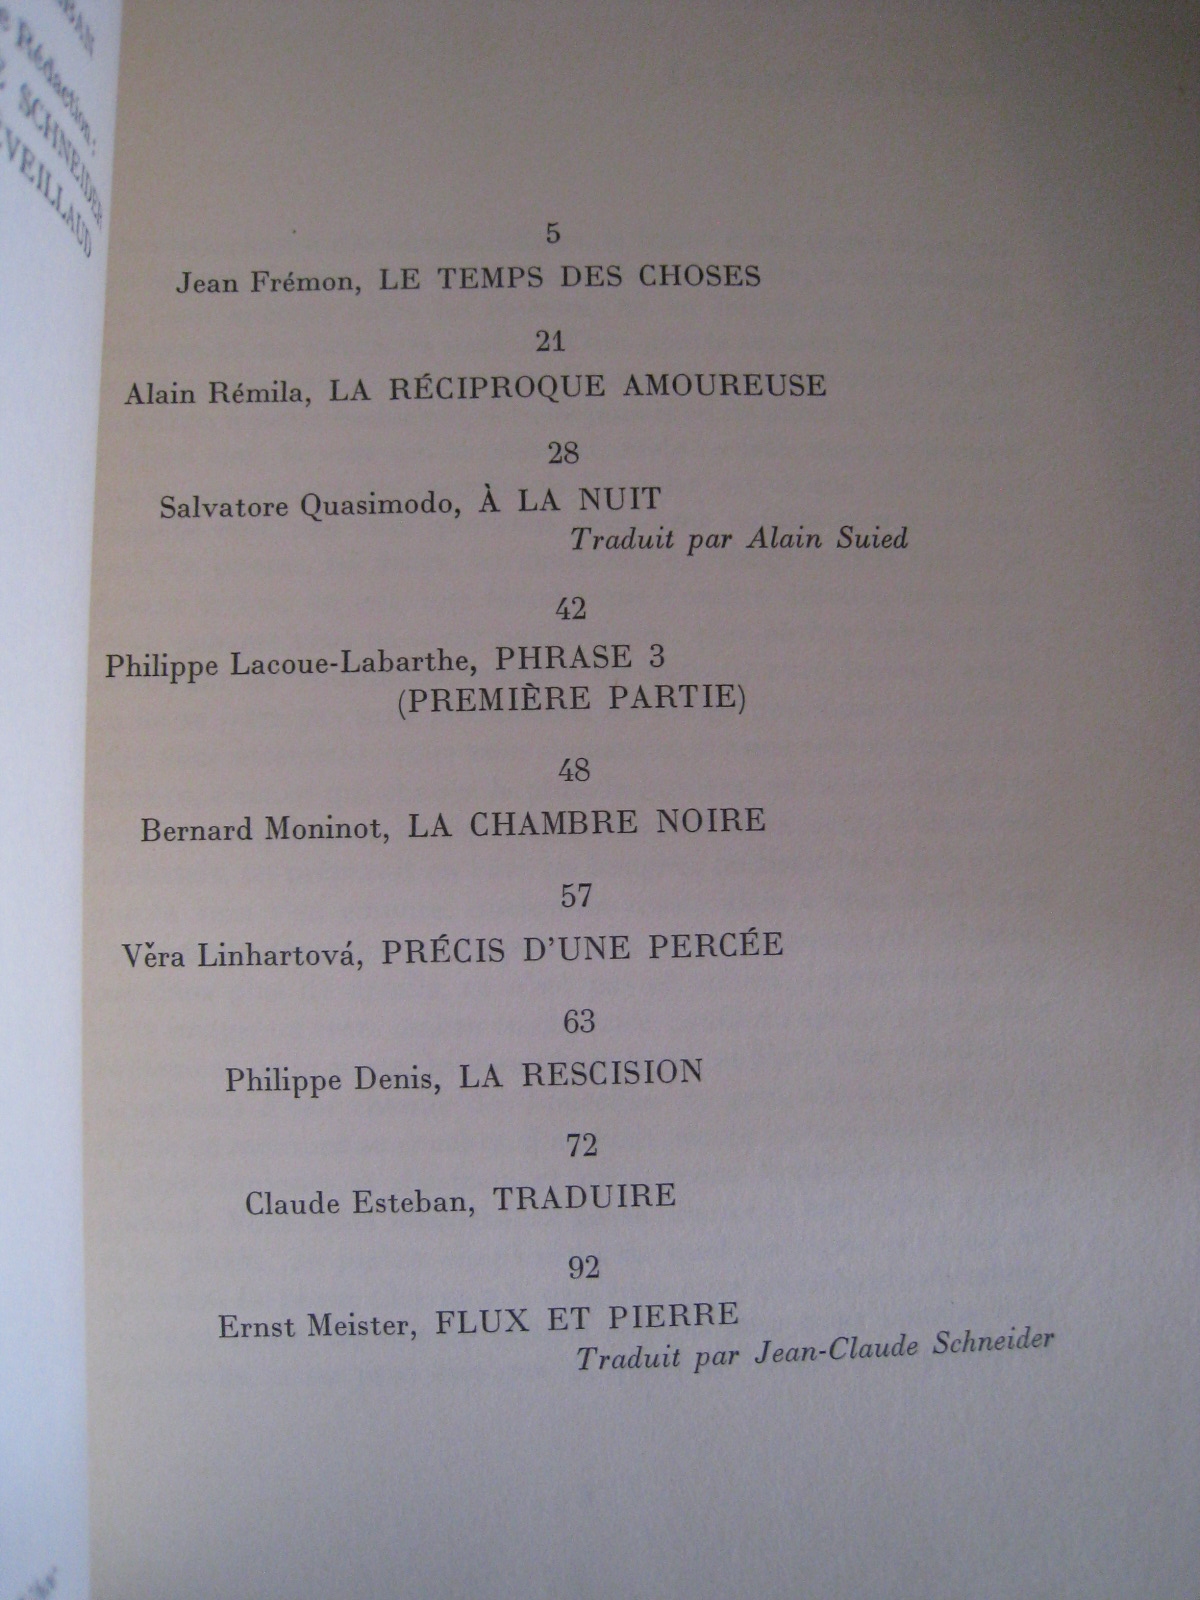 Rédaction:
SCHNEIDER
5
Jean Frémon, LE TEMPS DES CHOSES
21
Alain Rémila, LA RÉCIPROQUE AMOUREUSE
28
Salvatore Quasimodo, À LA NUIT
Traduit par Alain Suied
42
Philippe Lacoue-Labarthe, PHRASE 3
(PREMIÈRE PARTIE)
48
Bernard Moninot, LA CHAMBRE NOIRE
57
Věra Linhartová, PRÉCIS D'UNE PERCÉE
63
Philippe Denis, LA RESCISION
72
Claude Esteban, TRADUIRE
92
Ernst Meister, FLUX ET PIERRE
Traduit par Jean-Claude Schneider